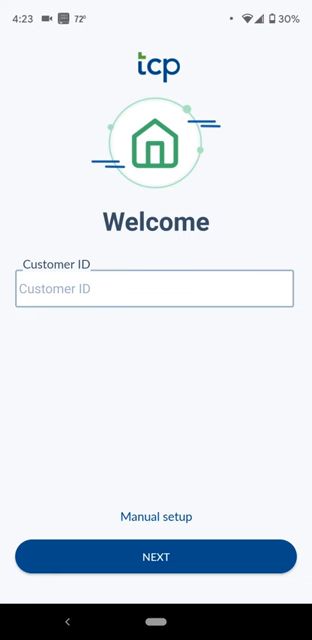 4:23 72° 30%
tcp
Welcome
Customer ID
Customer ID
Manual setup
NEXT